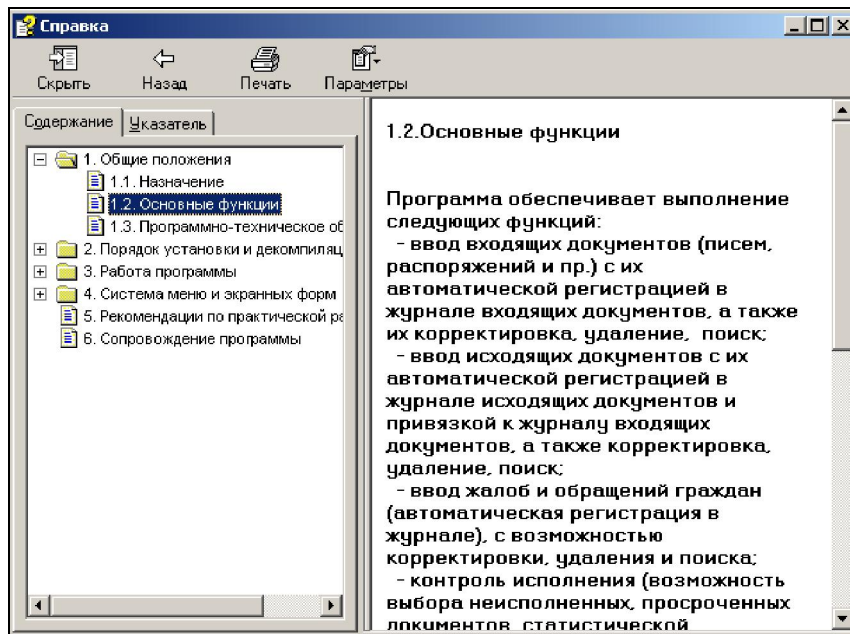 Справка
Скрыть Назад Печать Параметры
Содержание Указатель
1. Общие положения
1.1. Назначение
1.2. Основные функции
1.3. Программно-техническое об
2. Порядок установки и декомпиляц
3. Работа программы
4. Система меню и экранных форм
5. Рекомендации по практической ра
6. Сопровождение программы
1.2.Основные функции
Программа обеспечивает выполнение
следующих функций:
- ввод входящих документов (писем,
распоряжений и пр.) с их
автоматической регистрацией в
журнале входящих документов, а также
их корректировка, удаление, поиск;
- ввод исходящих документов с их
автоматической регистрацией в
журнале исходящих документов и
привязкой к журналу входящих
документов, а также корректировка,
удаление, поиск;
- ввод жалоб и обращений граждан
(автоматическая регистрация в
журнале), с возможностью
корректировки, удаления и поиска;
- контроль исполнения (возможность
выбора неисполненных, просроченных
документов, статистической